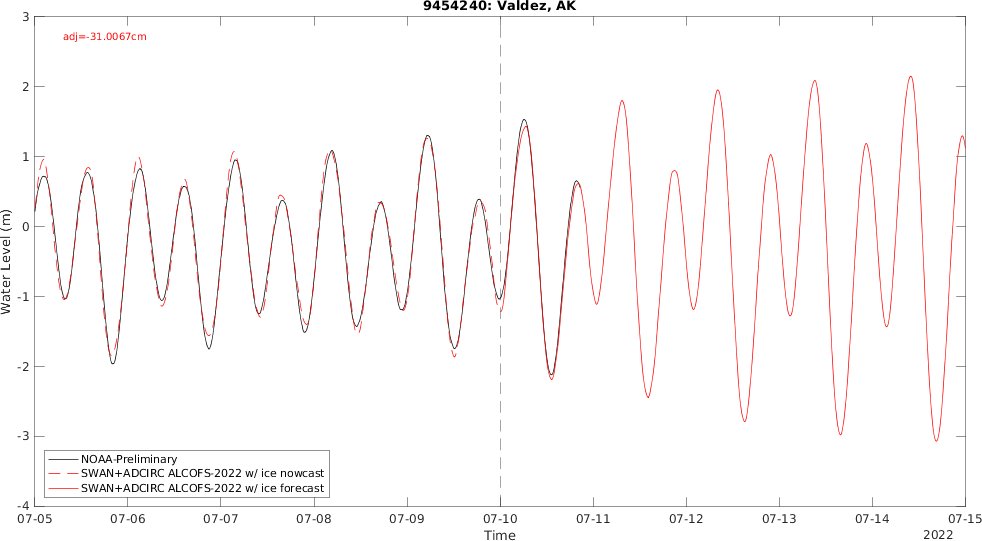 9454240: Valdez, AK
adj=-31.0067cm
3
2
1
0
-1
-2
-3
-4
Water Level (m)
NOAA-Preliminary
SWAN+ADCIRC ALCOFS-2022 w/ ice nowcast
SWAN+ADCIRC ALCOFS-2022 w/ ice forecast
07-05 07-06 07-07 07-08 07-09 07-10 07-11 07-12 07-13 07-14 07-15
Time
2022